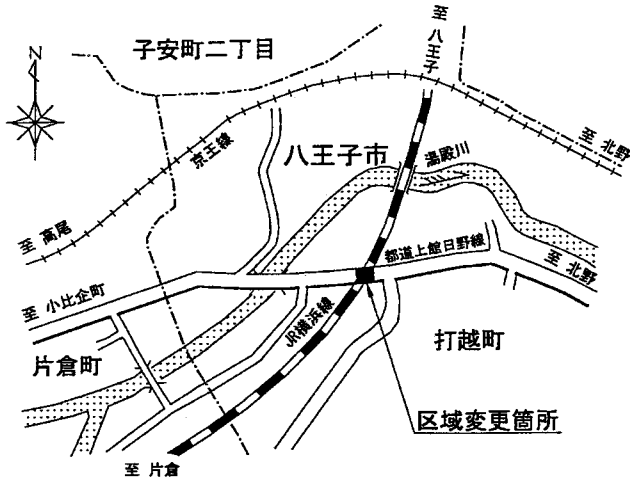 至 八王子
子安町二丁目
N
京王線
八王子市
湯殿川
至 北野
至 高尾
都道上館日野線
至 北野
至 小比企町
JR横浜線
打越町
片倉町
区域変更箇所
至 片倉